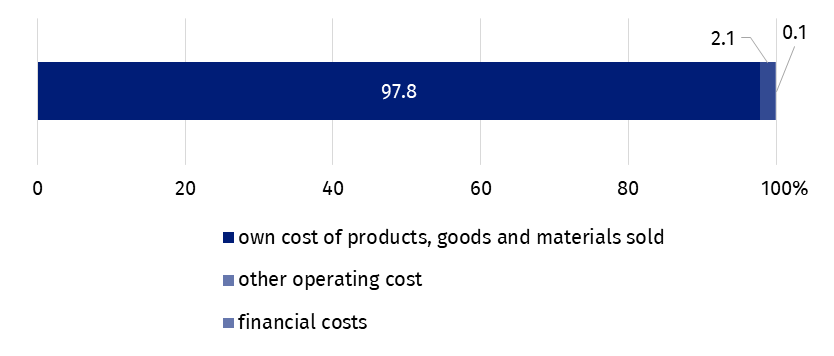 2.1
0.1
97.8
0 20 40 60 80 100%
own cost of products, goods and materials sold
other operating cost
financial costs